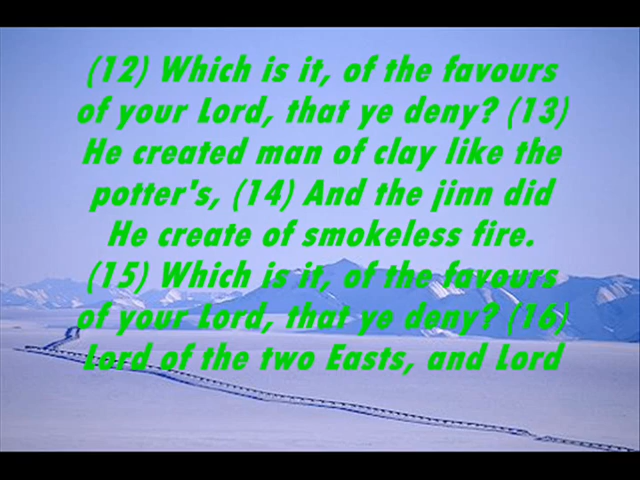 (12) Which is it, of the favours
of your Lord, that ye deny? (13)
He created man of clay like the
potter's, (14) And the jinn did
He create of smokeless fire.
(15) Which is it, of the favours
of your Lord, that ye deny? (16)
Lord of the two Easts, and Lord